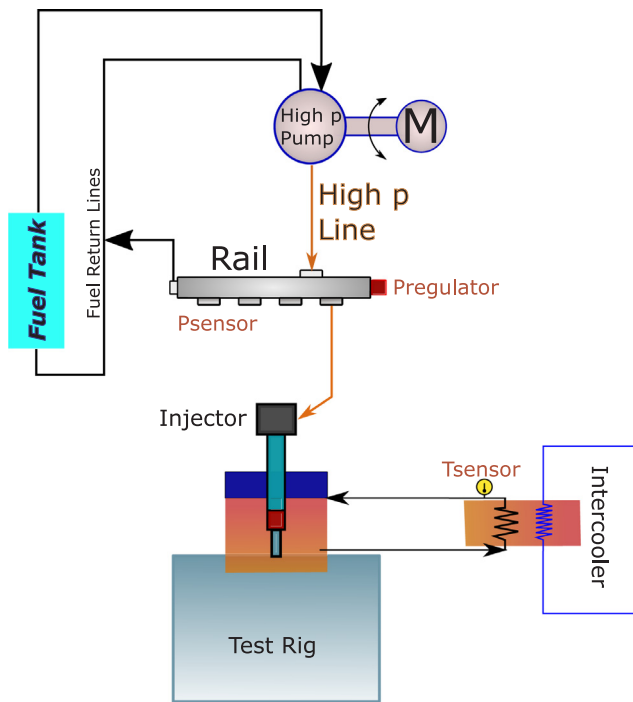 High p
Pump
M
High p
Line
Fuel Return Lines
Fuel Tank
Rail
Pregulator
Psensor
Injector
Tsensor
Intercooler
Test Rig